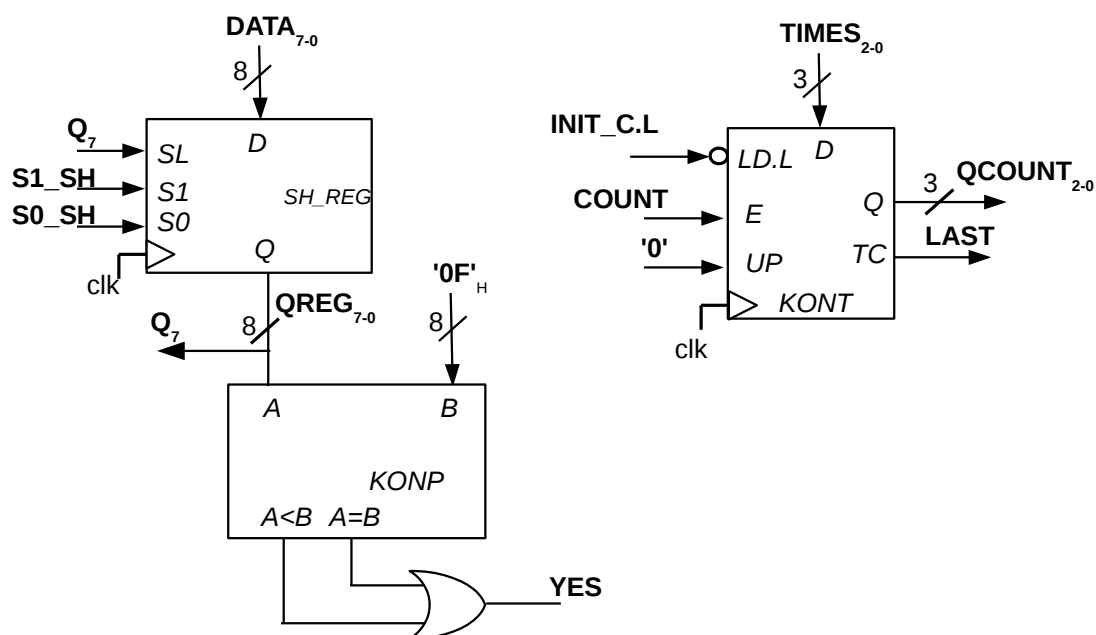 DATA7-0
8
Q7
SL
D
S1_SH
S1
SH_REG
S0_SH
S0
Q
clk
'0F'H
QREG7-0
8
8
Q7
A
B
KONP
A<B
A=B
YES
TIMES2-0
3
INIT_C.L
LD.L
D
3
QCOUNT2-0
COUNT
E
Q
LAST
'0'
UP
TC
KONT
clk